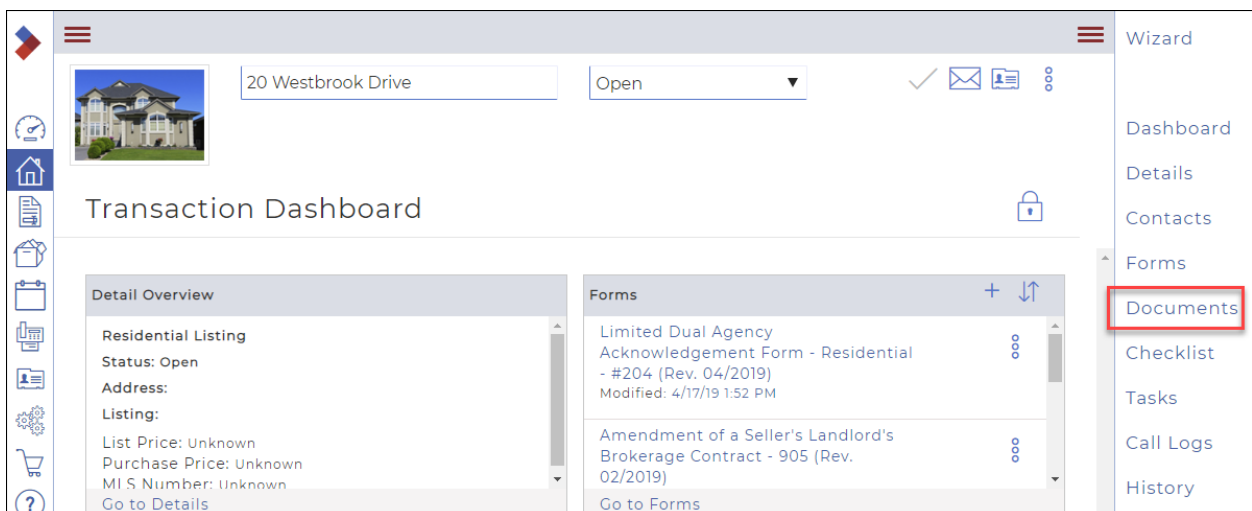 Wizard
20 Westbrook Drive
Open
Dashboard
Details
Transaction Dashboard
Contacts
Forms
Documents
Checklist
Tasks
Call Logs
History
Detail Overview
Residential Listing
Status: Open
Address:
Listing:
List Price: Unknown
Purchase Price: Unknown
MLS Number: Unknown
Go to Details
Forms
Limited Dual Agency
Acknowledgement Form - Residential
- #204 (Rev. 04/2019)
Modified: 4/17/19 1:52 PM
Amendment of a Seller's Landlord's
Brokerage Contract - 905 (Rev.
02/2019)
Go to Forms